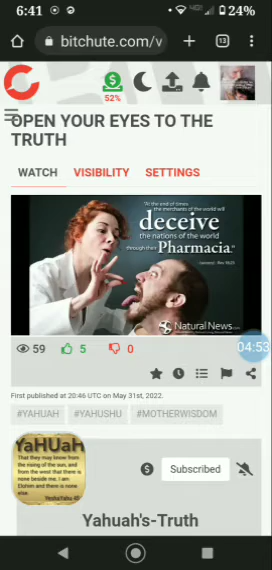 6:41
24%
bitchute.com/v
13
52%
OPEN YOUR EYES TO THE
TRUTH
WATCH VISIBILITY SETTINGS
"At the end of times
the merchants of the world will
deceive
the nations of the world
through their Pharmacia."
NaturalNews.com
59 5 0
04:53
First published at 20:46 UTC on May 31st, 2022.
#YAHUAH #YAHUSHU #MOTHERWISDOM
YaHUaH
That they may know from
the rising of the sun, and
from the west that there is
none beside me. I am
Elohim and there is none
else.
Subscribed
Yahuah's-Truth